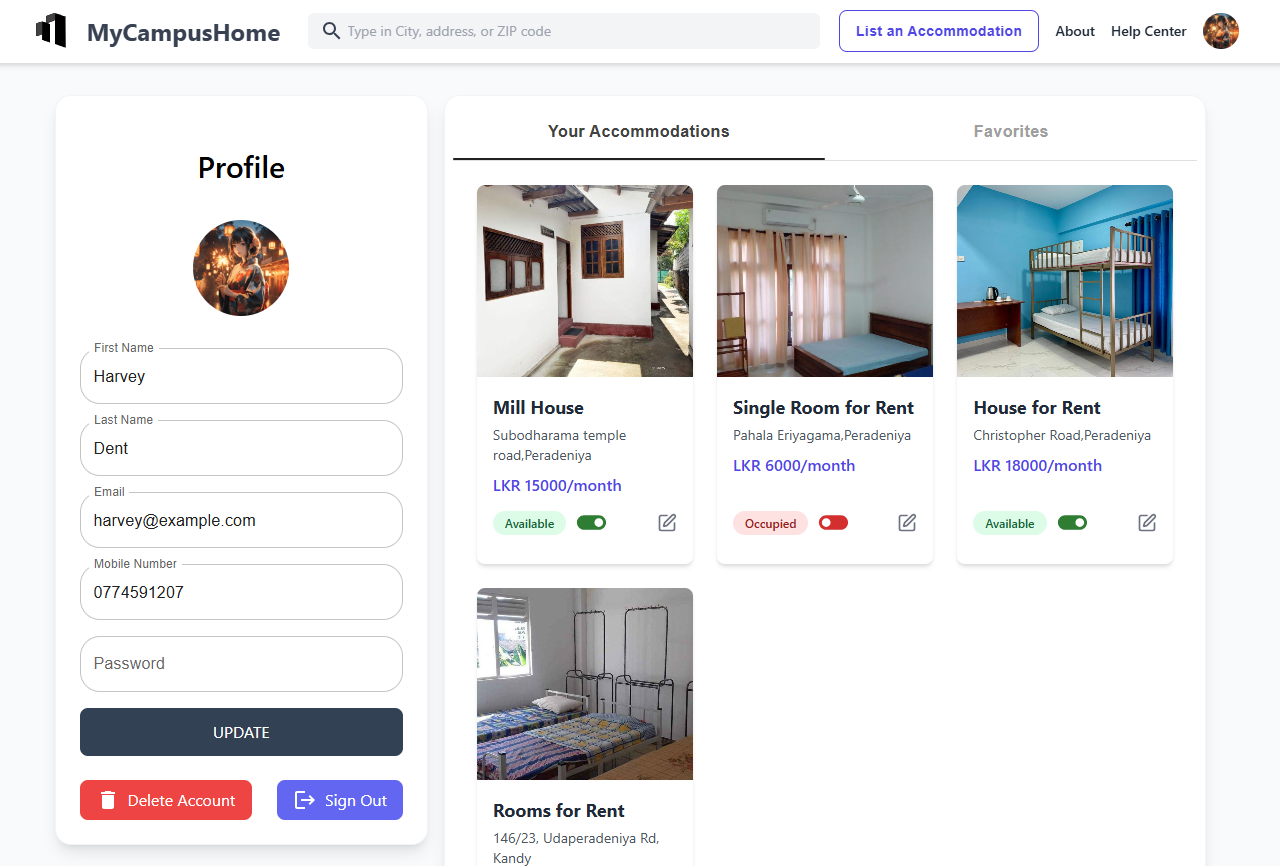 MyCampusHome
Type in City, address, or ZIP code
List an Accommodation
About
Help Center
Profile
First Name
Harvey
Last Name
Dent
Email
harvey@example.com
Mobile Number
0774591207
Password
UPDATE
Delete Account
Sign Out
Your Accommodations
Favorites
Mill House
Subodharama temple
road,Peradeniya
LKR 15000/month
Available
Single Room for Rent
Pahala Eriyagama,Peradeniya
LKR 6000/month
Occupied
House for Rent
Christopher Road,Peradeniya
LKR 18000/month
Available
Rooms for Rent
146/23, Udaperadeniya Rd,
Kandy